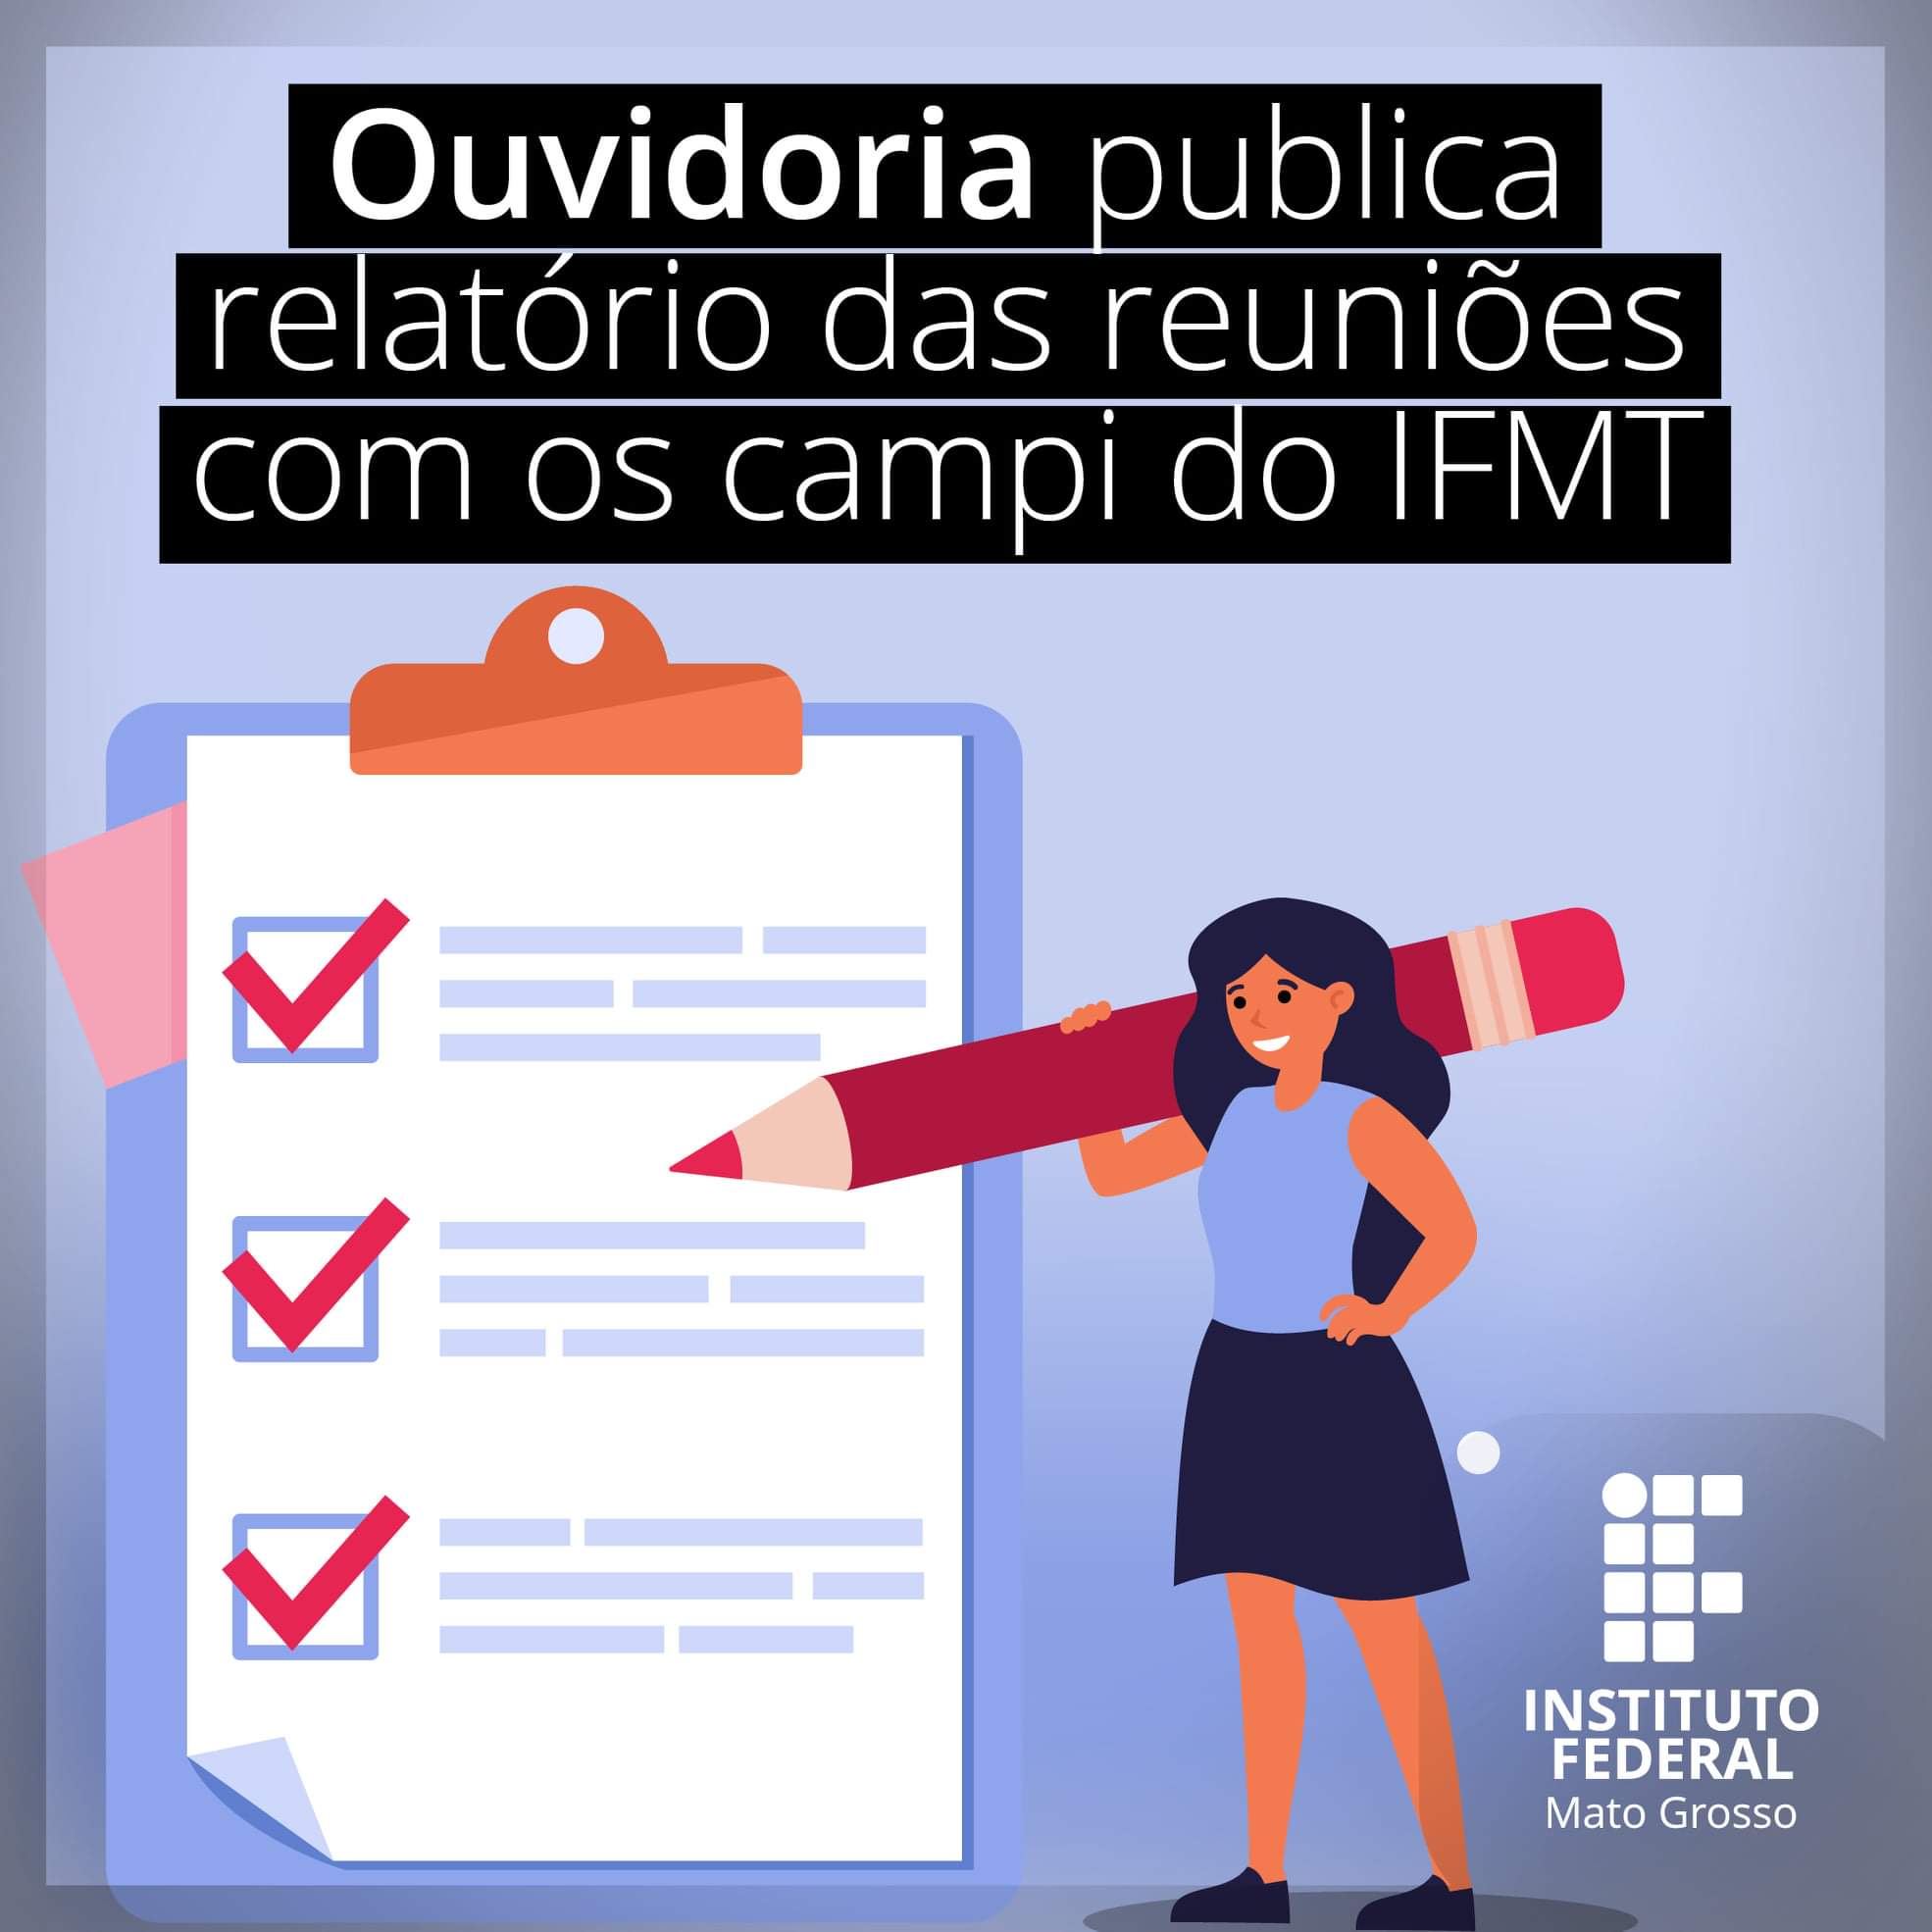 Ouvidoria publica
relatório das reuniões
com os campi do IFMT
INSTITUTO
FEDERAL
Mato Grosso